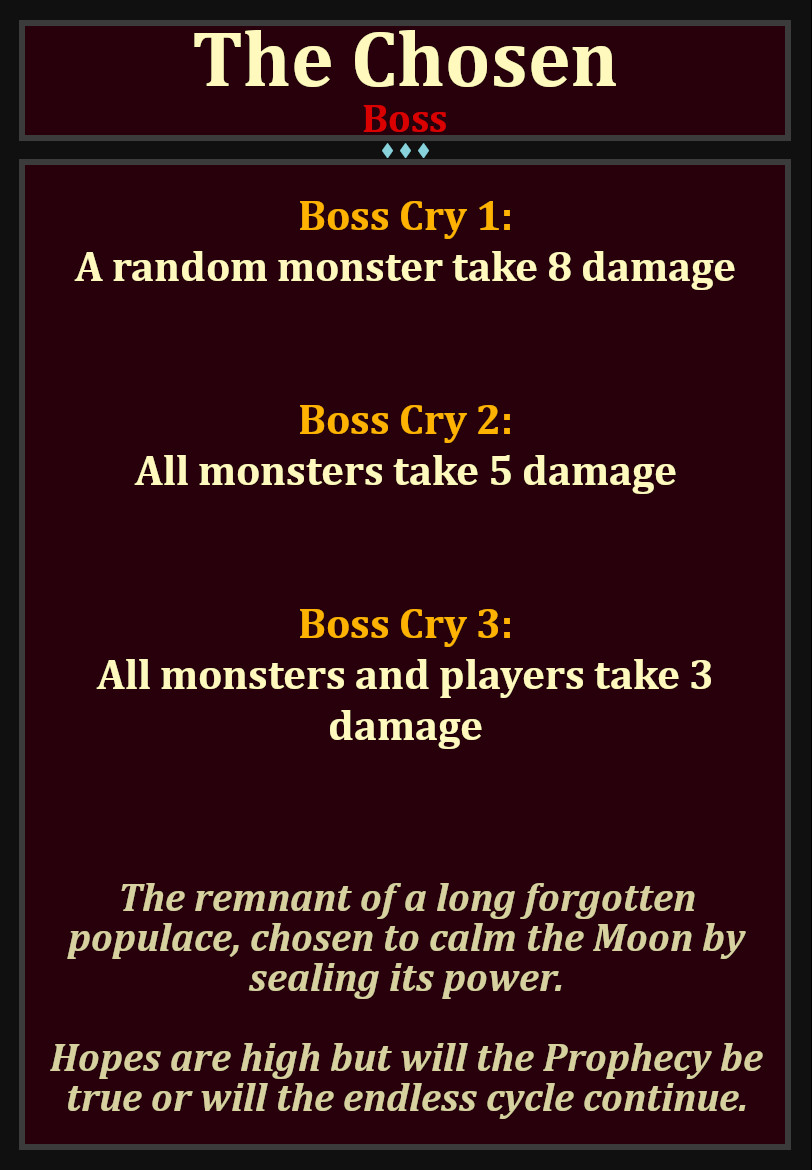 The Chosen
Boss
♦♦♦
Boss Cry 1:
A random monster take 8 damage
Boss Cry 2:
All monsters take 5 damage
Boss Cry 3:
All monsters and players take 3
damage
The remnant of a long forgotten
populace, chosen to calm the Moon by
sealing its power.
Hopes are high but will the Prophecy be
true or will the endless cycle continue.